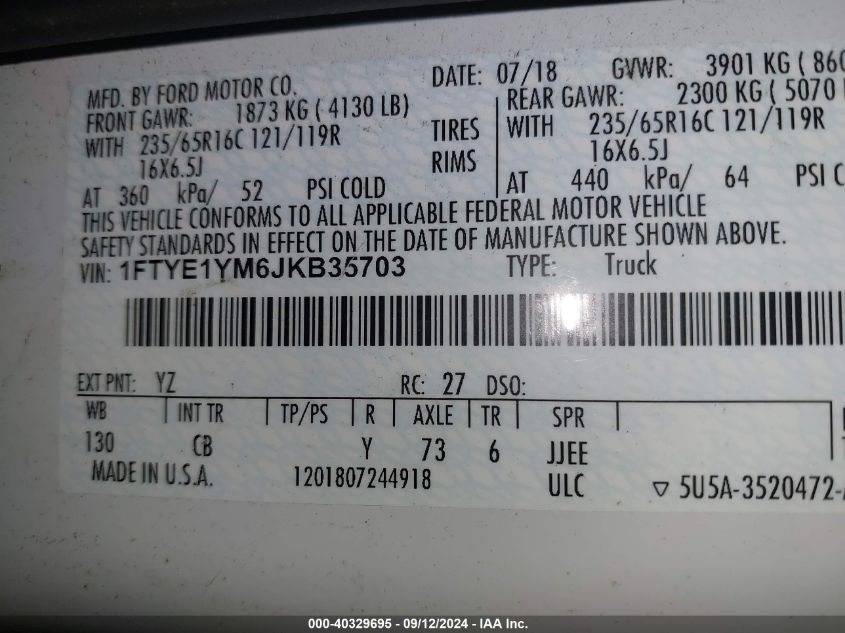 MFD. BY FORD MOTOR CO.
DATE: 07/18
GVWR: 3901 KG ( 860
FRONT GAWR: 1873 KG ( 4130 LB)
REAR GAWR: 2300 KG ( 5070
WITH 235/65R16C 121/119R
TIRES
WITH 235/65R16C 121/119R
16X6.5J
RIMS
16X6.5J
AT 360 kPa/ 52 PSI COLD
AT 440 kPa/ 64 PSI C
THIS VEHICLE CONFORMS TO ALL APPLICABLE FEDERAL MOTOR VEHICLE
SAFETY STANDARDS IN EFFECT ON THE DATE OF MANUFACTURE SHOWN ABOVE.
VIN: 1FTYE1YM6JKB35703
TYPE: Truck
EXT PNT: YZ
RC: 27 DSO:
WB INT TR TP/PS R AXLE TR SPR
130 CB Y 73 6 JJEE
MADE IN U.S.A.
1201807244918
ULC
▽ 5U5A-3520472-
000-40329695 - 09/12/2024 - IAA Inc.